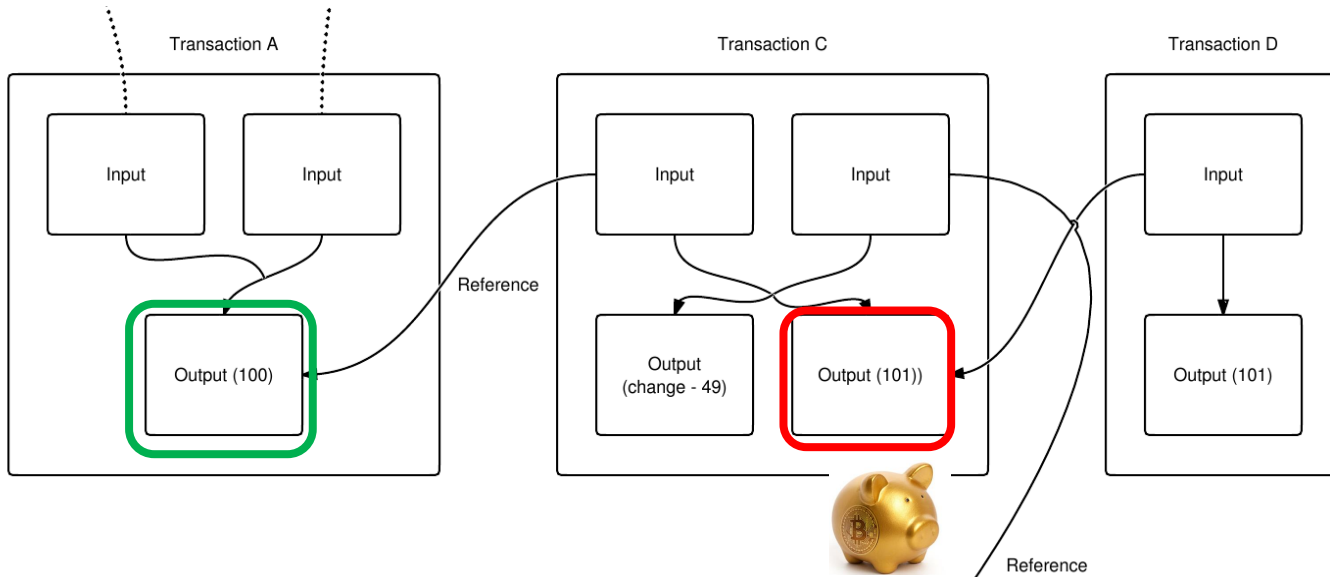 Transaction A
Transaction C
Transaction D
Input
Input
Input
Input
Input
Reference
Output (100)
Output
(change - 49)
Output (101))
Output (101)
Reference